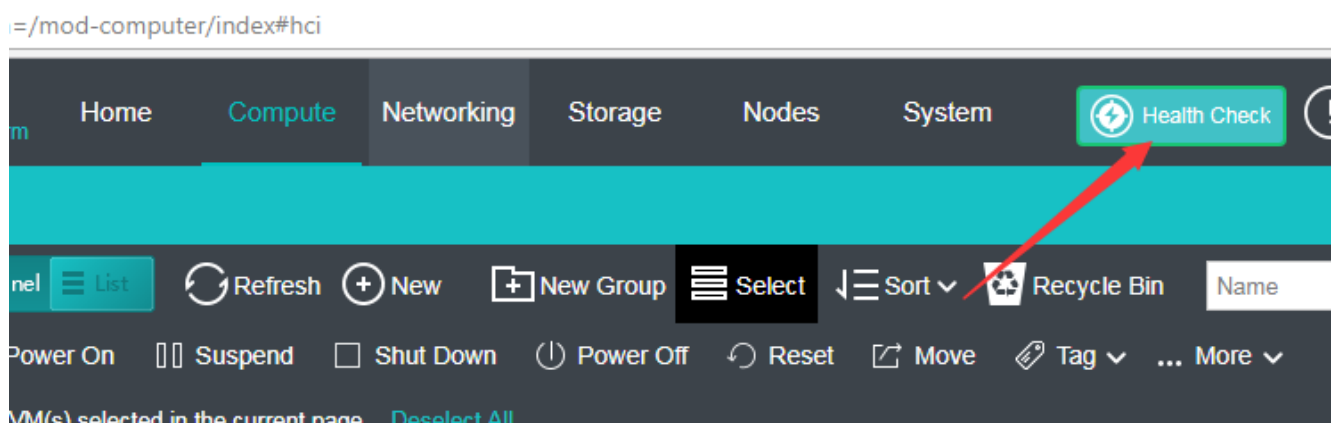 =/mod-computer/index#hci
Home Compute Networking Storage Nodes System Health Check
rm
nel List Refresh New New Group Select Sort Recycle Bin Name
Power On Suspend Shut Down Power Off Reset Move Tag ... More
VM(s) selected in the current page Deselect All